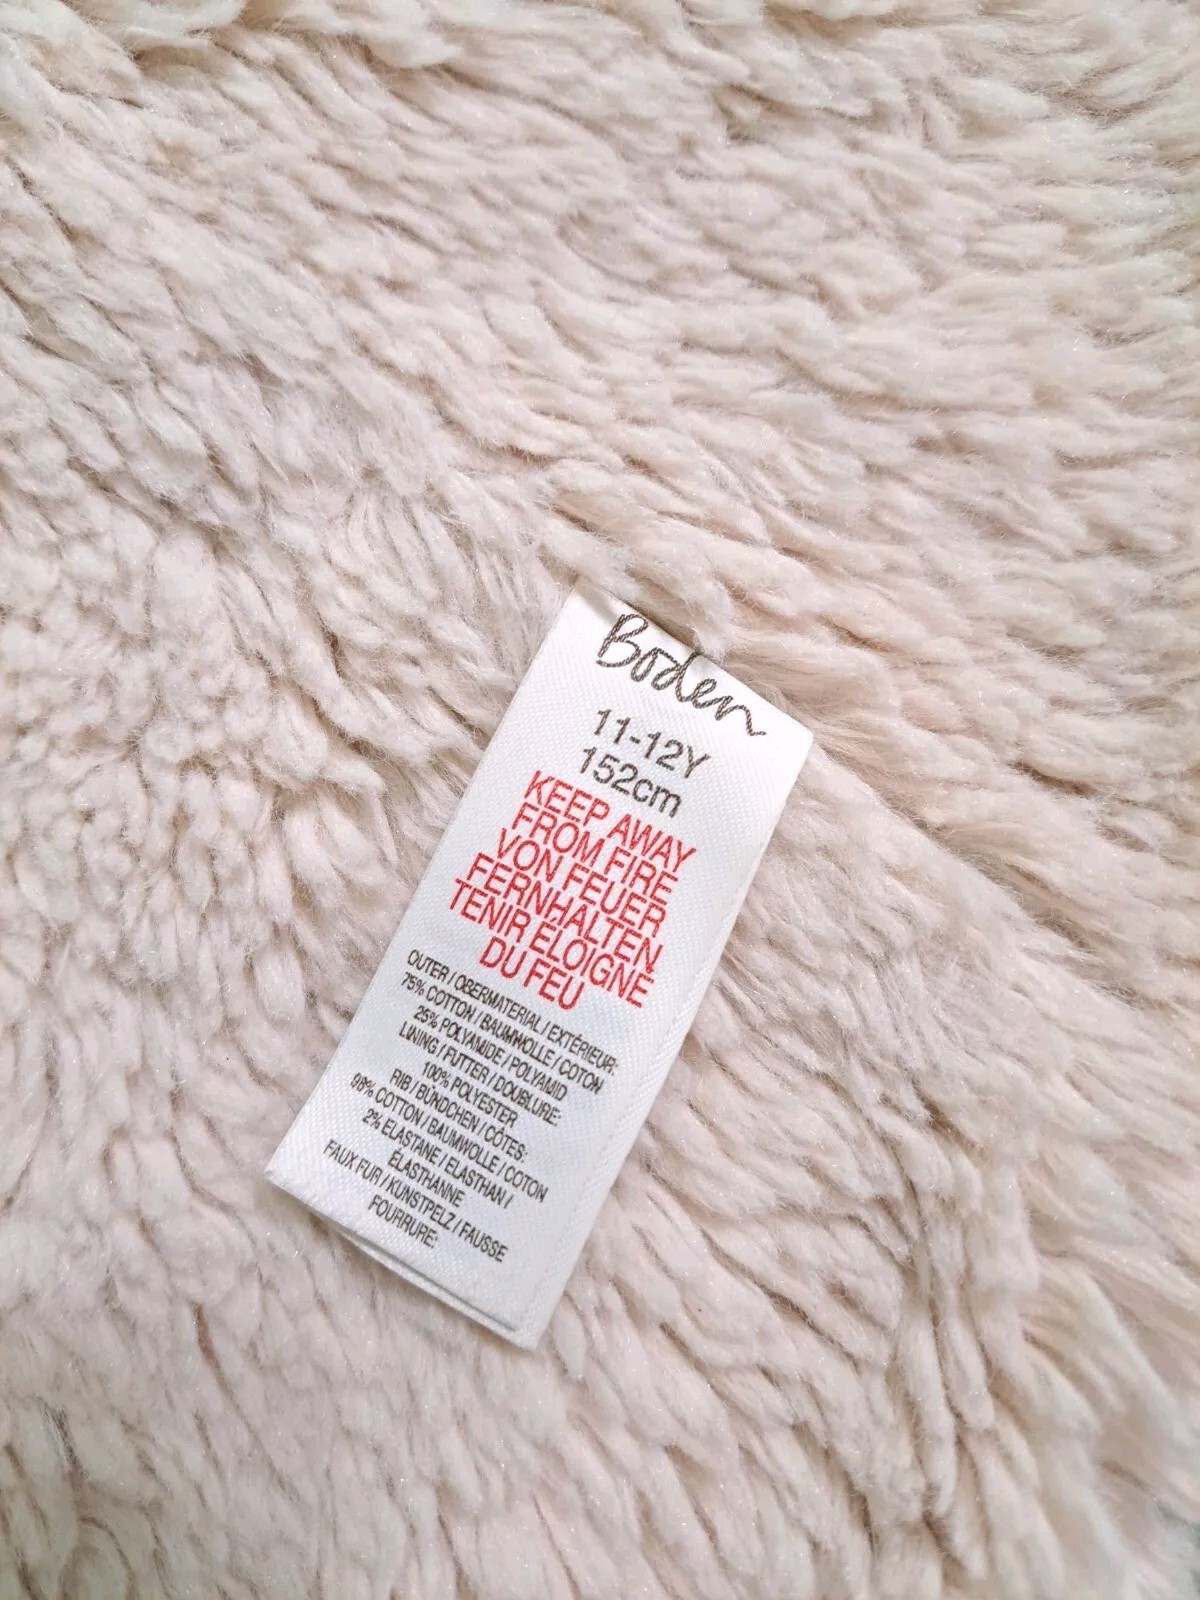 Boden
11-12Y
152cm
KEEP AWAY
FROM FIRE
VON FEUER
FERNHALTEN
TENIR ÉLOIGNÉ
DU FEU
OUTER / OBERMATERIAL / EXTÉRIEUR:
75% COTTON / BAUMWOLLE / COTON
25% POLYAMIDE / POLYAMID
LINING / FUTTER / DOUBLURE:
100% POLYESTER
RIB / BÜNDCHEN / CÔTES:
98% COTTON / BAUMWOLLE / COTON
2% ELASTANE / ELASTHAN /
ÉLASTHANNE
FAUX FUR / KUNSTPELZ / FAUSSE
FOURRURE: